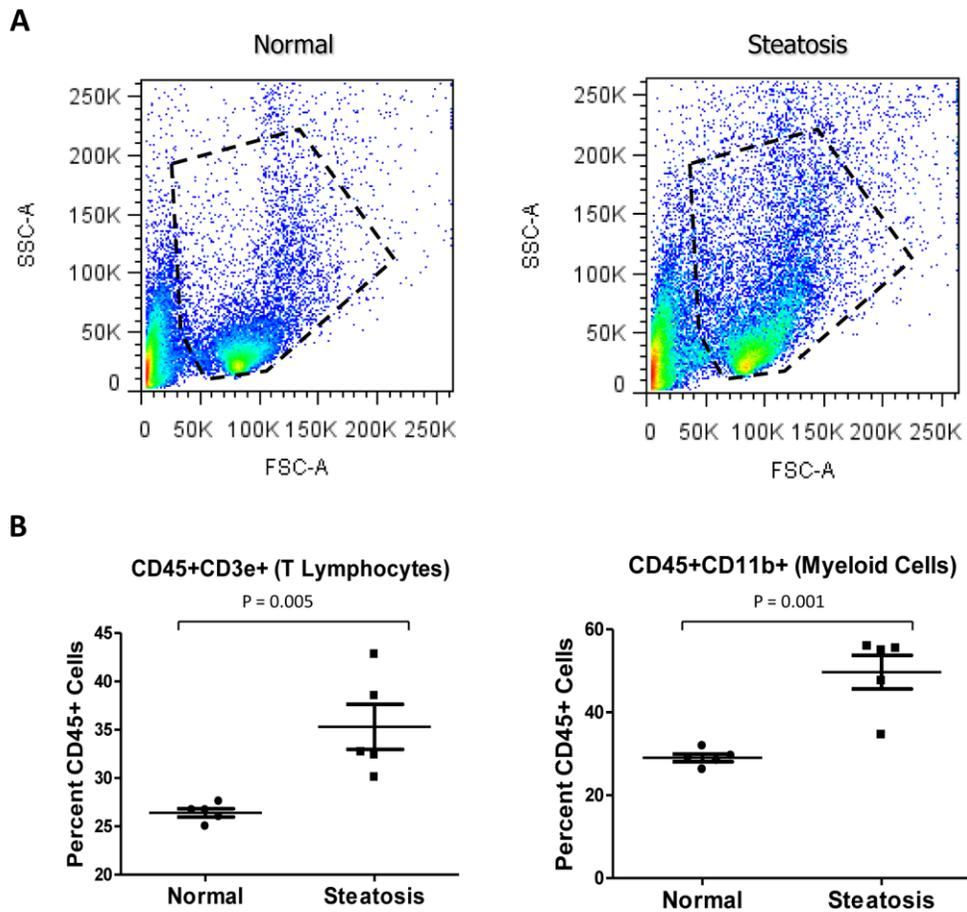 A
Normal
250K
200K
150K
100K
50K
0
SSC-A
0 50K 100K 150K 200K 250K
FSC-A
Steatosis
250K
200K
150K
100K
50K
0
SSC-A
0 50K 100K 150K 200K 250K
FSC-A
B
CD45+CD3e+ (T Lymphocytes)
P = 0.005
45
40
35
30
25
20
Percent CD45+ Cells
Normal Steatosis
CD45+CD11b+ (Myeloid Cells)
P = 0.001
60
40
20
0
Percent CD45+ Cells
Normal Steatosis